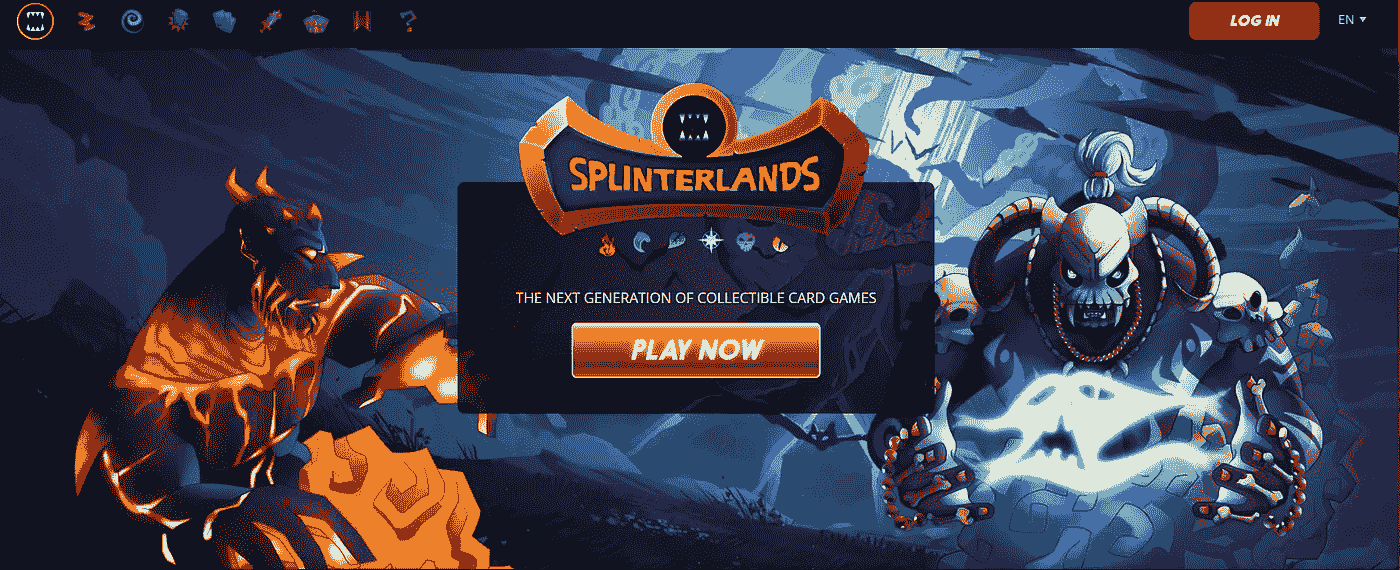 LOG IN
EN
SPLINTERLANDS
THE NEXT GENERATION OF COLLECTIBLE CARD GAMES
PLAY NOW